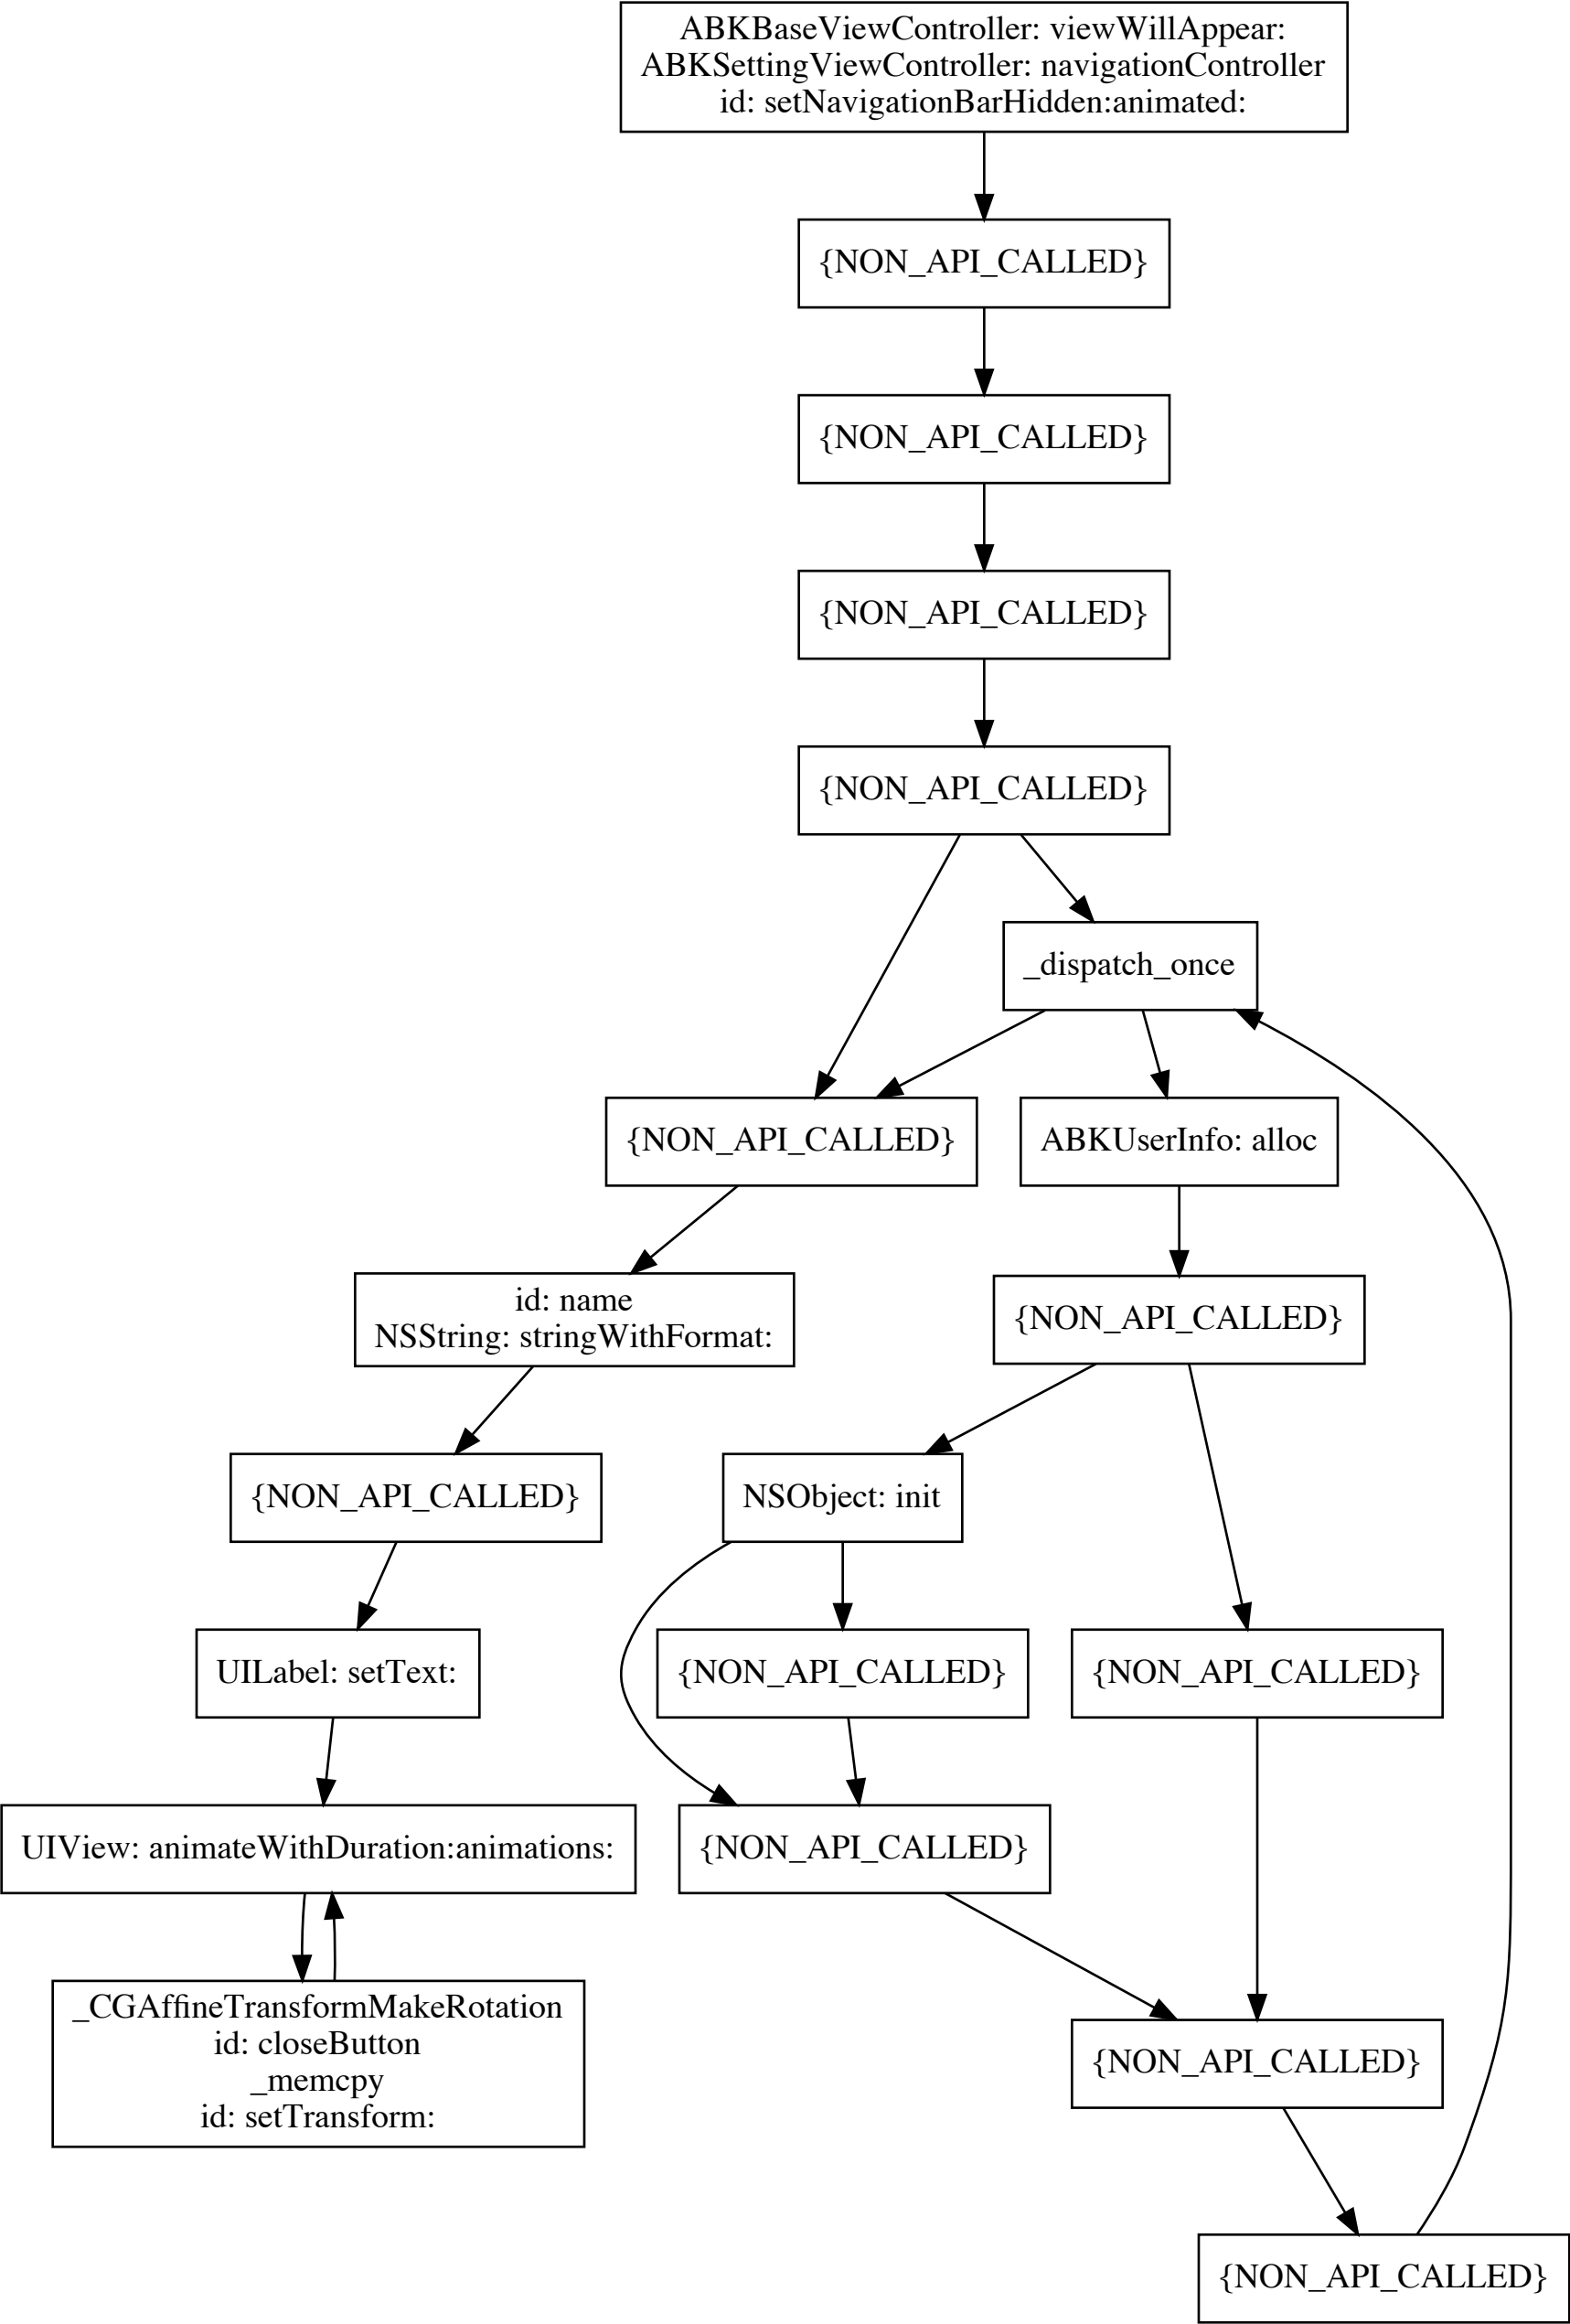 ABKBaseViewController: viewWillAppear:
ABKSettingViewController: navigationController
id: setNavigationBarHidden:animated:
{NON_API_CALLED}
{NON_API_CALLED}
{NON_API_CALLED}
{NON_API_CALLED}
_dispatch_once
{NON_API_CALLED}
ABKUserInfo: alloc
id: name
NSString: stringWithFormat:
{NON_API_CALLED}
{NON_API_CALLED}
NSObject: init
UILabel: setText:
{NON_API_CALLED}
{NON_API_CALLED}
UIView: animateWithDuration:animations:
{NON_API_CALLED}
_CGAffineTransformMakeRotation
id: closeButton
_memcpy
id: setTransform:
{NON_API_CALLED}
{NON_API_CALLED}